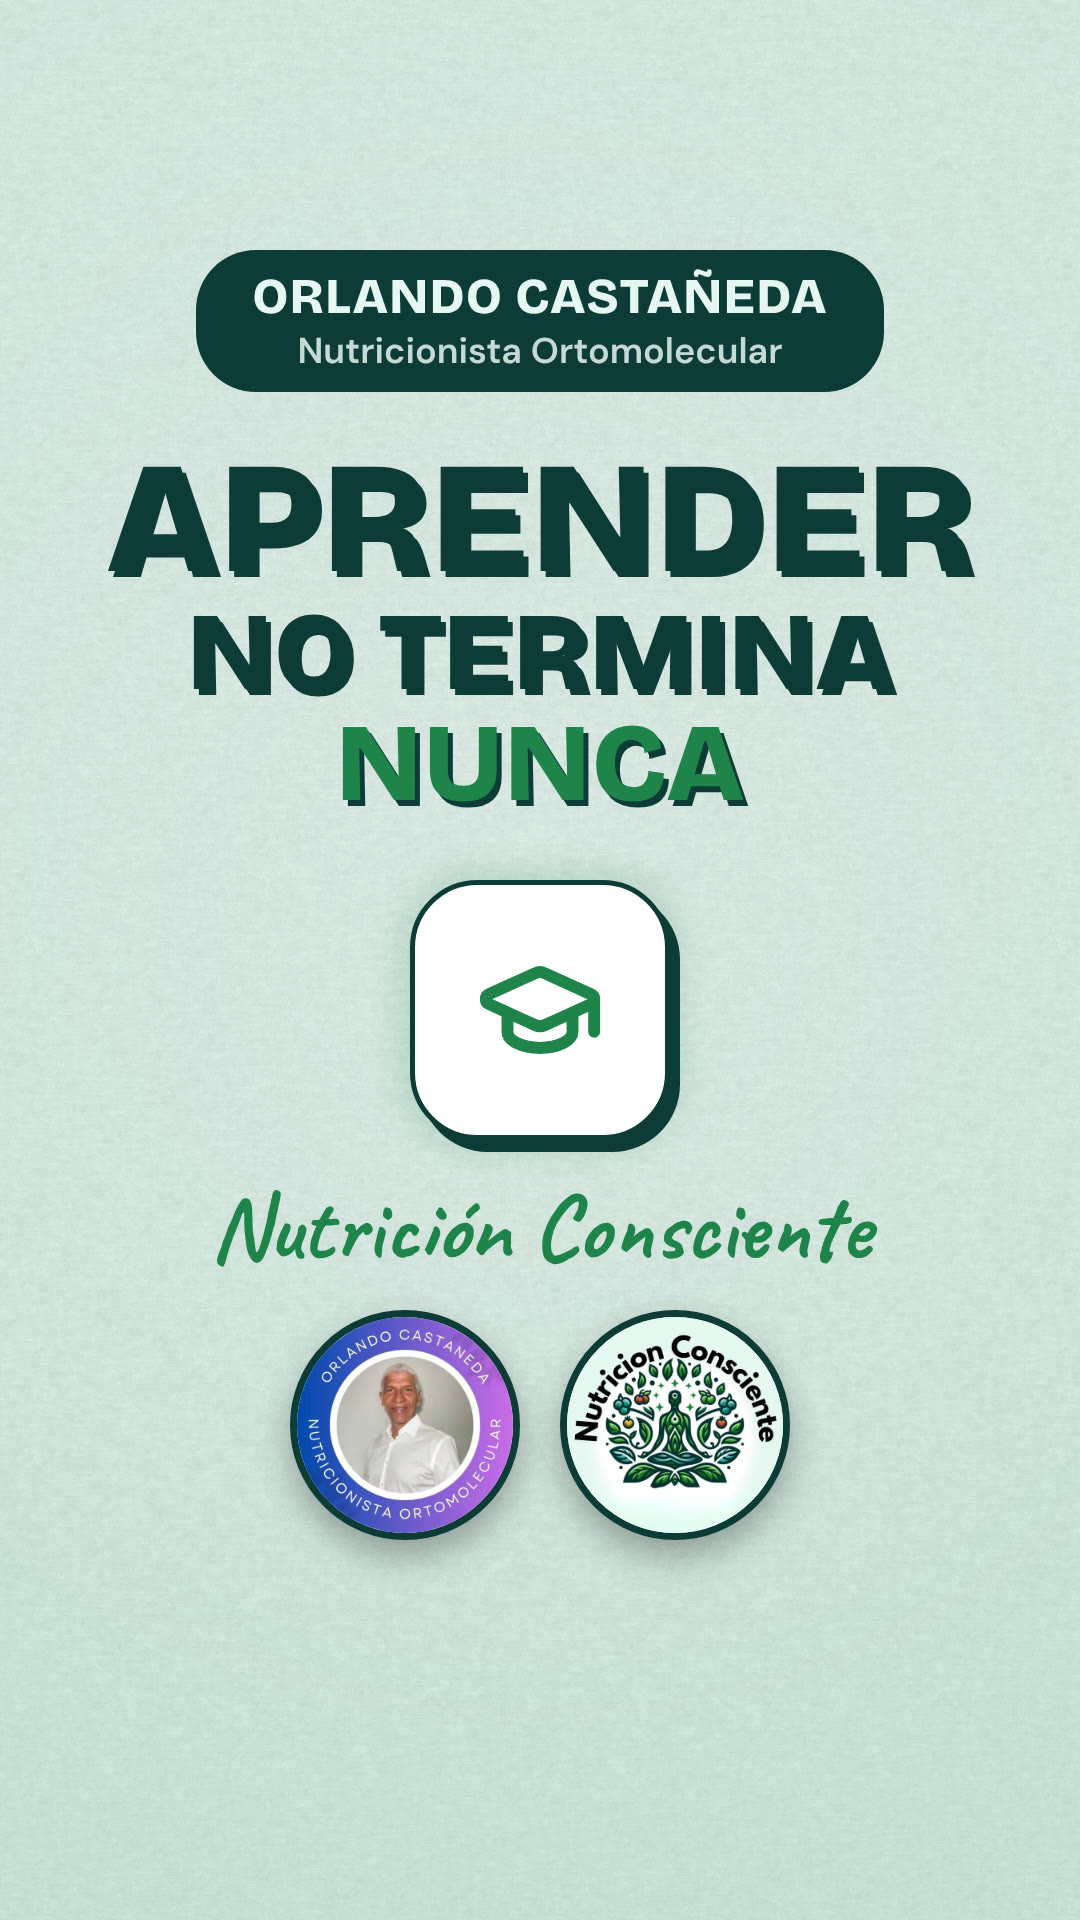 ORLANDO CASTAÑEDA
Nutricionista Ortomolecular
APRENDER
NO TERMINA
NUNCA
Nutrición Consciente
ORLANDO CASTAÑEDA
NUTRICIONISTA ORTOMOLECULAR
Nutricion Consciente